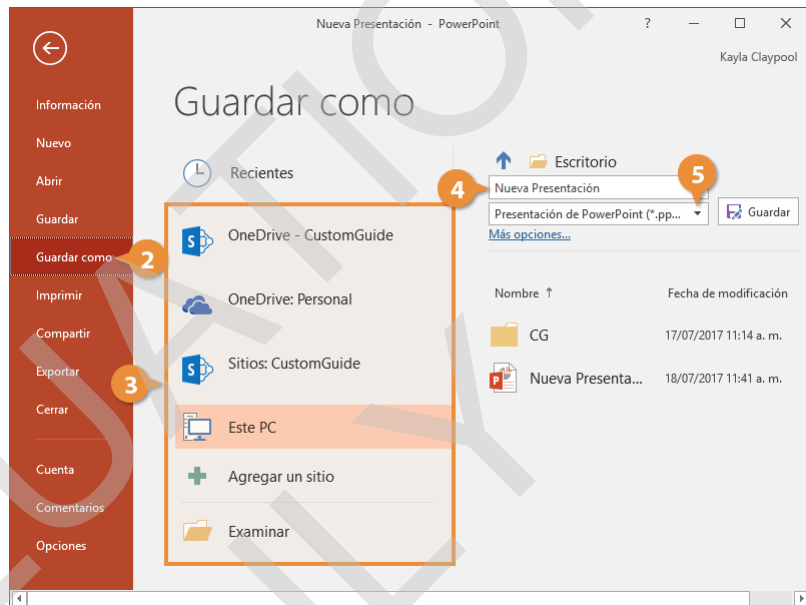 Nueva Presentación - PowerPoint
?
Kayla Claypool
Información
Nuevo
Abrir
Guardar
Guardar como
Imprimir
Compartir
Exportar
Cerrar
Cuenta
Comentarios
Opciones
Guardar como
Recientes
OneDrive - CustomGuide
OneDrive: Personal
Sitios: CustomGuide
Este PC
Agregar un sitio
Examinar
2
3
Escritorio
4
5
Nueva Presentación
Presentación de PowerPoint (*.pp...
Guardar
Más opciones...
Nombre ↑ Fecha de modificación
CG 17/07/2017 11:14 a. m.
Nueva Presenta... 18/07/2017 11:41 a. m.